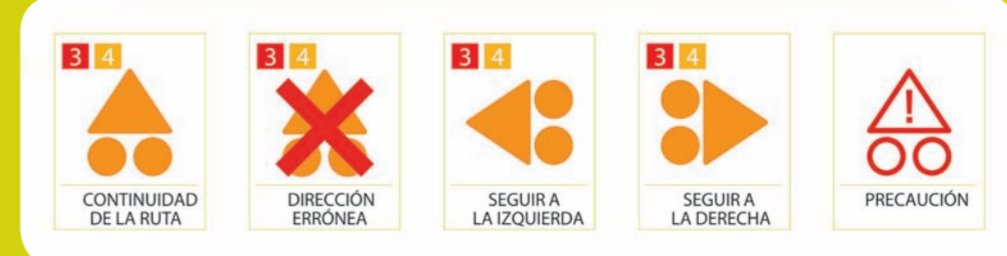 3 4
CONTINUIDAD
DE LA RUTA
3 4
DIRECCIÓN
ERRÓNEA
3 4
SEGUIR A
LA IZQUIERDA
3 4
SEGUIR A
LA DERECHA
!
PRECAUCIÓN